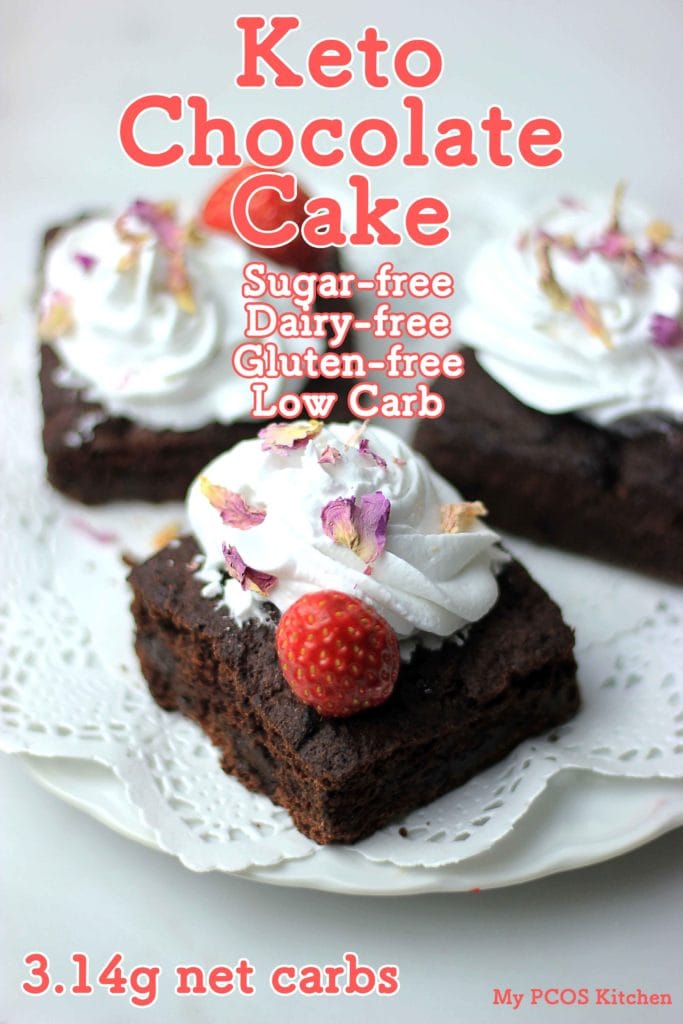 Keto
Chocolate
Cake
Sugar-free
Dairy-free
Gluten-free
Low Carb
3.14g net carbs
My PCOS Kitchen